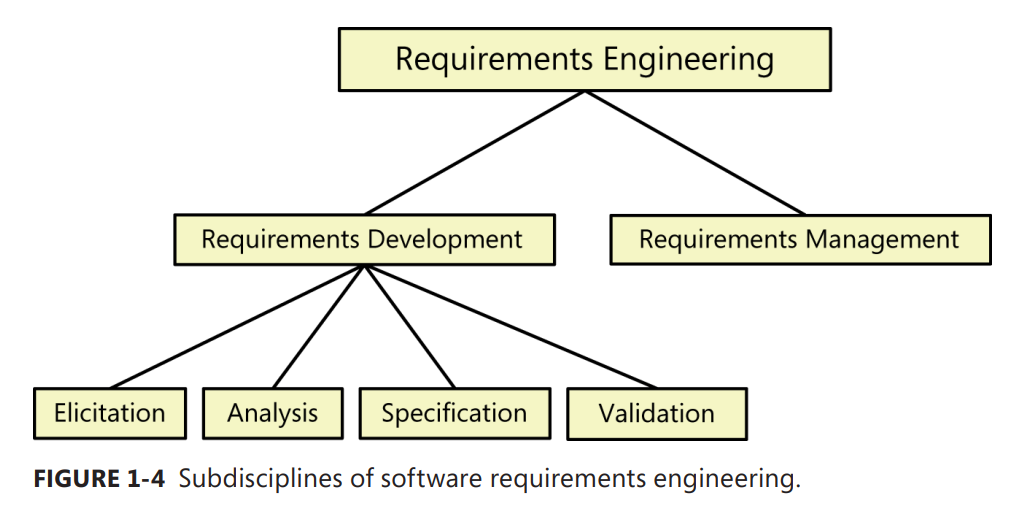 Requirements Engineering
Requirements Development
Requirements Management
Elicitation
Analysis
Specification
Validation
FIGURE 1-4 Subdisciplines of software requirements engineering.